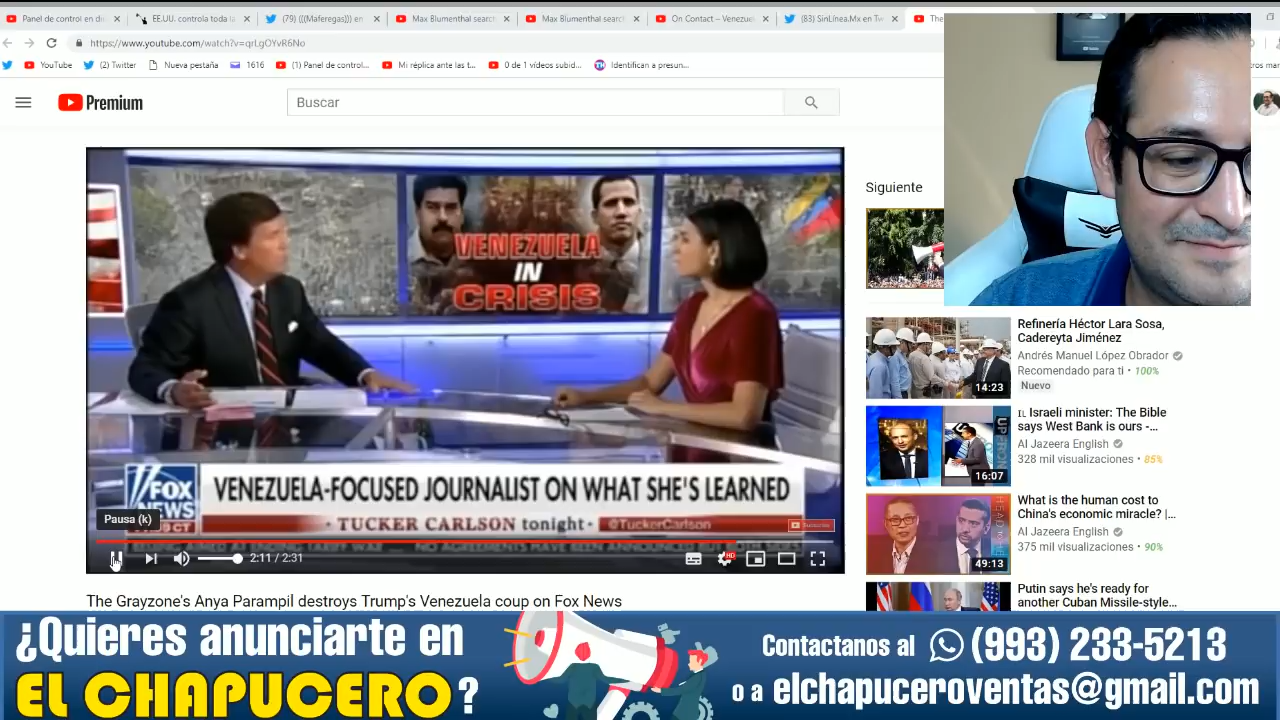 Panel de control en di
EE.UU. controla toda la
(79) (((Maferegas))) en
Max Blumenthal searc
Max Blumenthal searc
On Contact – Venezue
(83) SinLínea.Mx en Tw
The
https://www.youtube.com/watch?v=qrLgOYvR6No
YouTube
(2) Twitter
Nueva pestaña
1616
(1) Panel de control...
Mi réplica ante las t...
0 de 1 vídeos subid...
Identifican a presun...
Premium
Buscar
Siguiente
VENEZUELA
IN
CRISIS
FOX
NEWS
-FOCUSED JOURNALIST ON WHAT SHE'S LEARNED
TUCKER CARLSON tonight
@TuckerCarlson
Subscribe
Pausa (k)
2:11 / 2:31
HD
The Grayzone's Anya Parampil destroys Trump's Venezuela coup on Fox News
Refinería Héctor Lara Sosa,
Cadereyta Jiménez
Andrés Manuel López Obrador
Recomendado para ti • 100%
Nuevo
14:23
Israeli minister: The Bible
says West Bank is ours -...
Al Jazeera English
328 mil visualizaciones • 85%
16:07
What is the human cost to
China's economic miracle? |...
Al Jazeera English
375 mil visualizaciones • 90%
49:13
Putin says he's ready for
another Cuban Missile-style...
¿Quieres anunciarte en
EL CHAPUCERO?
Contactanos al (993) 233-5213
o a elchapuceroventas@gmail.com